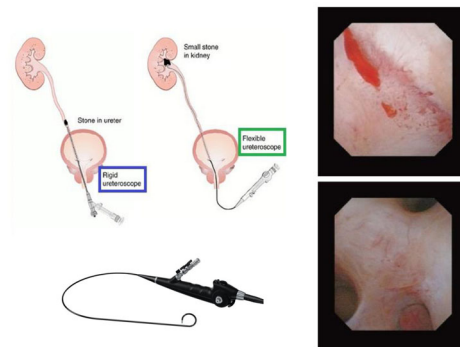 Small stone
in kidney
Stone in ureter
Flexible
ureteroscope
Rigid
ureteroscope